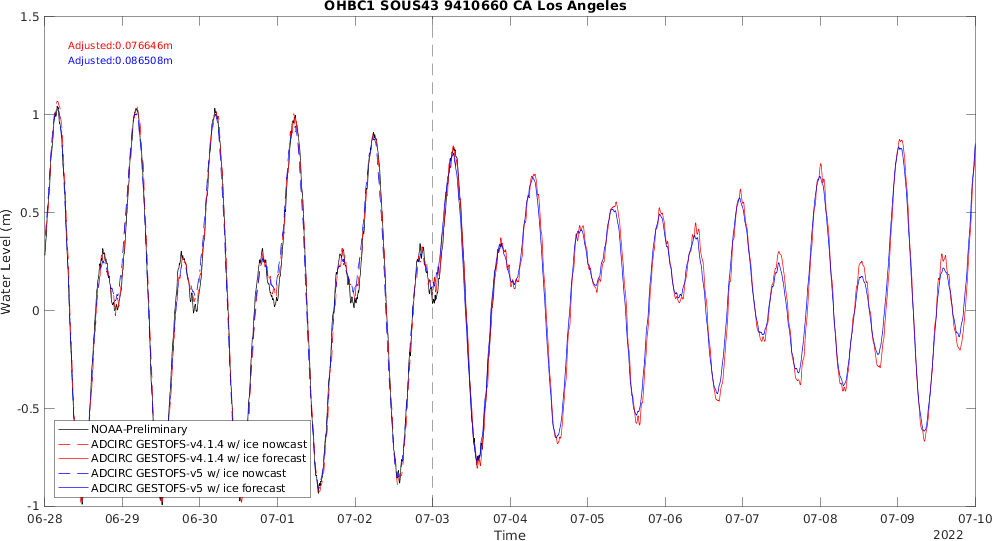 OHBC1 SOUS43 9410660 CA Los Angeles
1.5
Adjusted:0.076646m
Adjusted:0.086508m
1
0.5
Water Level (m)
0
-0.5
NOAA-Preliminary
ADCIRC GESTOFS-v4.1.4 w/ ice nowcast
ADCIRC GESTOFS-v4.1.4 w/ ice forecast
ADCIRC GESTOFS-v5 w/ ice nowcast
ADCIRC GESTOFS-v5 w/ ice forecast
-1
06-28 06-29 06-30 07-01 07-02 07-03 07-04 07-05 07-06 07-07 07-08 07-09 07-10
Time
2022